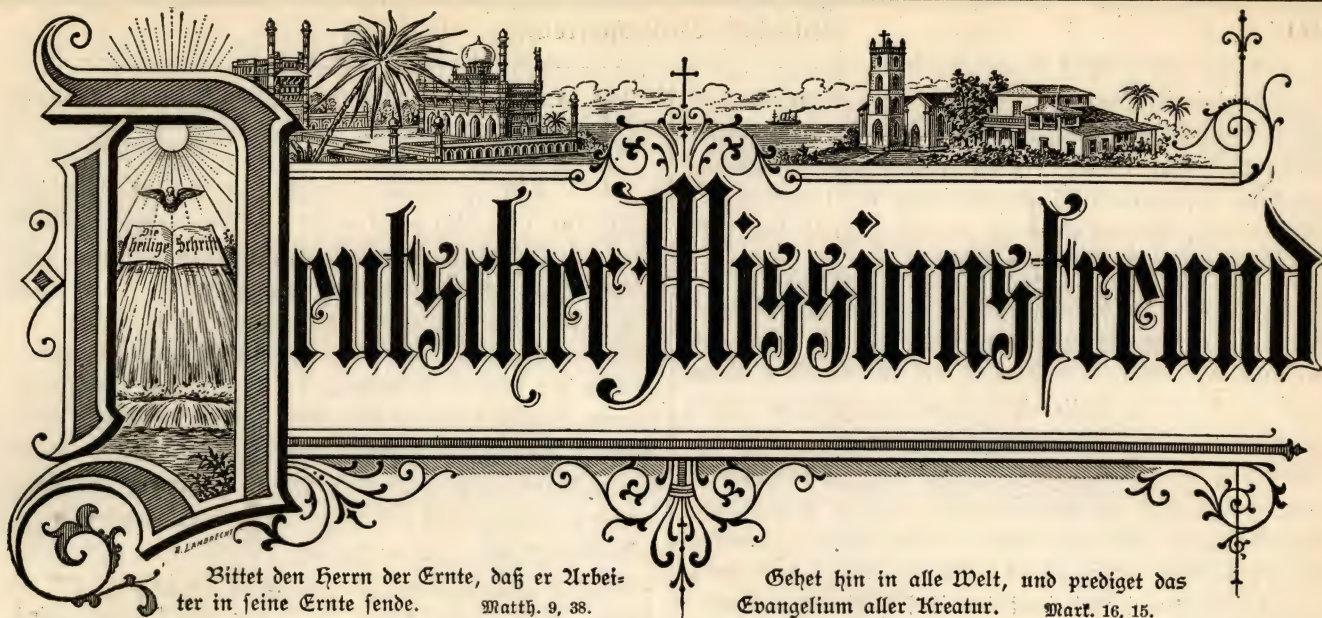 Die
heilige Schrift
Deutscher Missionsfreund
H. LAMBRECHT
Bittet den Herrn der Ernte, daß er Arbei=
ter in seine Ernte sende. Matth. 9, 38.
Gehet hin in alle Welt, und prediget das
Evangelium aller Kreatur. Mark. 16, 15.